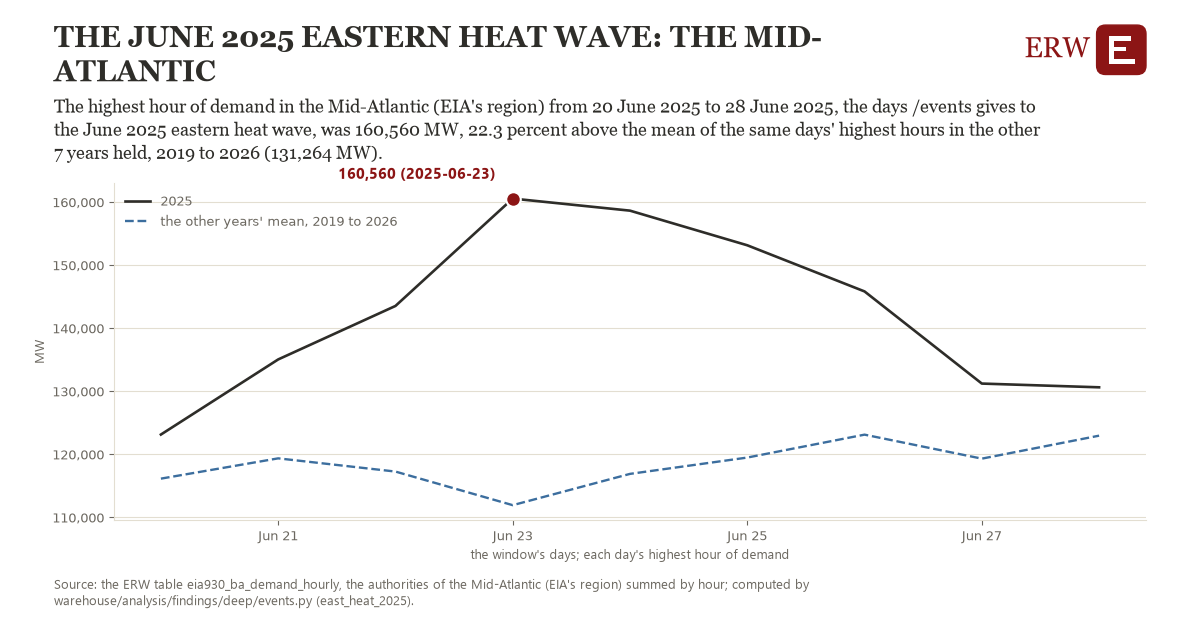 THE JUNE 2025 EASTERN HEAT WAVE: THE MID-
ATLANTIC
ERW E
The highest hour of demand in the Mid-Atlantic (EIA's region) from 20 June 2025 to 28 June 2025, the days /events gives to
the June 2025 eastern heat wave, was 160,560 MW, 22.3 percent above the mean of the same days' highest hours in the other
7 years held, 2019 to 2026 (131,264 MW).
160,560 (2025-06-23)
2025
the other years' mean, 2019 to 2026
160,000
150,000
140,000
130,000
120,000
110,000
MW
Jun 21
Jun 23
Jun 25
Jun 27
the window's days; each day's highest hour of demand
Source: the ERW table eia930_ba_demand_hourly, the authorities of the Mid-Atlantic (EIA's region) summed by hour; computed by
warehouse/analysis/findings/deep/events.py (east_heat_2025).